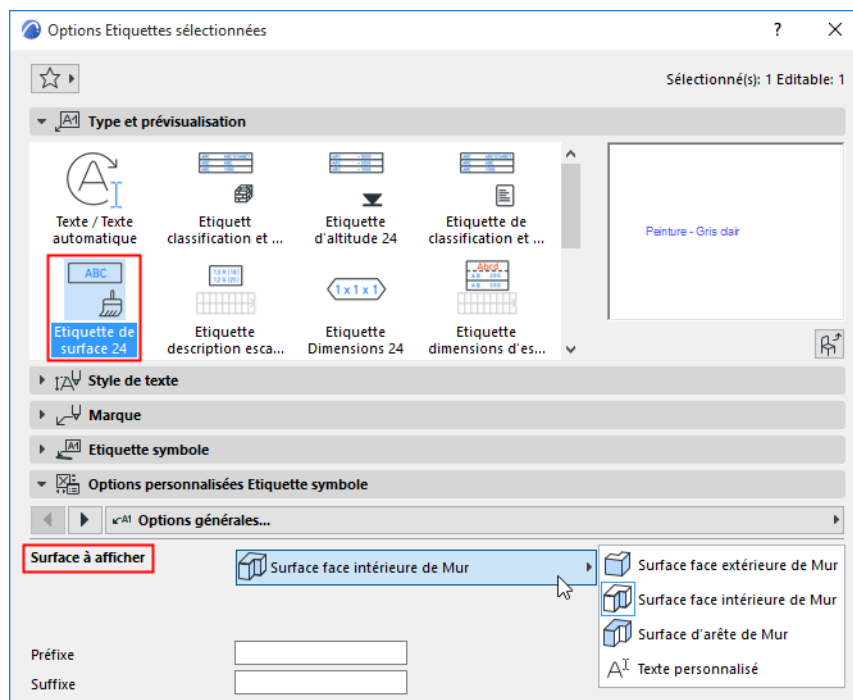 Options Etiquettes sélectionnées
Sélectionné(s): 1 Editable: 1
Type et prévisualisation
Texte / Texte
automatique
Etiquett
classification et ...
Etiquette
d'altitude 24
Etiquette de
classification et ...
ABC
Etiquette de
surface 24
Etiquette
description esca...
1 x 1 x 1
Etiquette
Dimensions 24
Abcd
Etiquette
dimensions d'es...
Peinture - Gris clair
Style de texte
Marque
Etiquette symbole
Options personnalisées Etiquette symbole
Options générales...
Surface à afficher
Surface face intérieure de Mur
Surface face extérieure de Mur
Surface face intérieure de Mur
Surface d'arête de Mur
Texte personnalisé
Préfixe
Suffixe